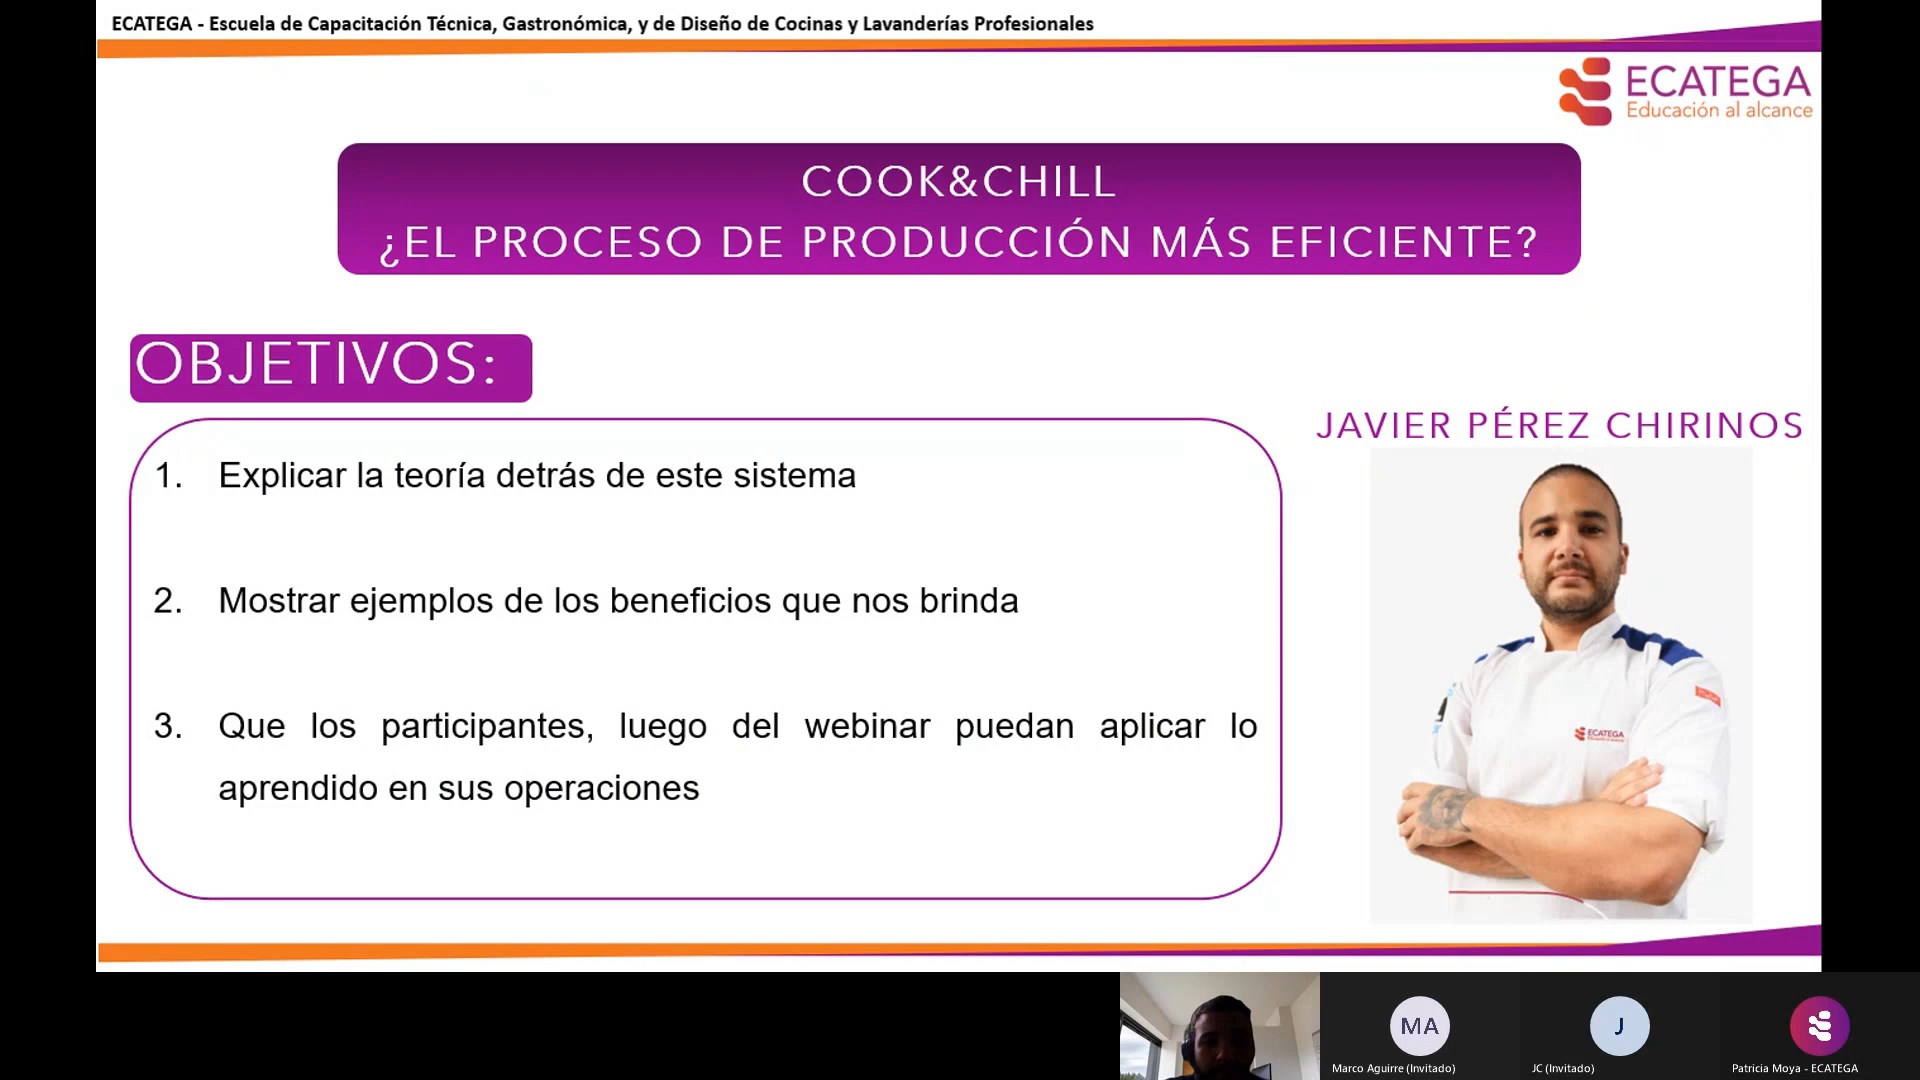 ECATEGA - Escuela de Capacitación Técnica, Gastronómica, y de Diseño de Cocinas y Lavanderías Profesionales
ECATEGA
Educación al alcance
COOK&CHILL
¿EL PROCESO DE PRODUCCIÓN MÁS EFICIENTE?
OBJETIVOS:
JAVIER PÉREZ CHIRINOS
1. Explicar la teoría detrás de este sistema
2. Mostrar ejemplos de los beneficios que nos brinda
3. Que los participantes, luego del webinar puedan aplicar lo
aprendido en sus operaciones
ECATEGA
MA
J
Marco Aguirre (Invitado)
JC (Invitado)
Patricia Moya - ECATEGA